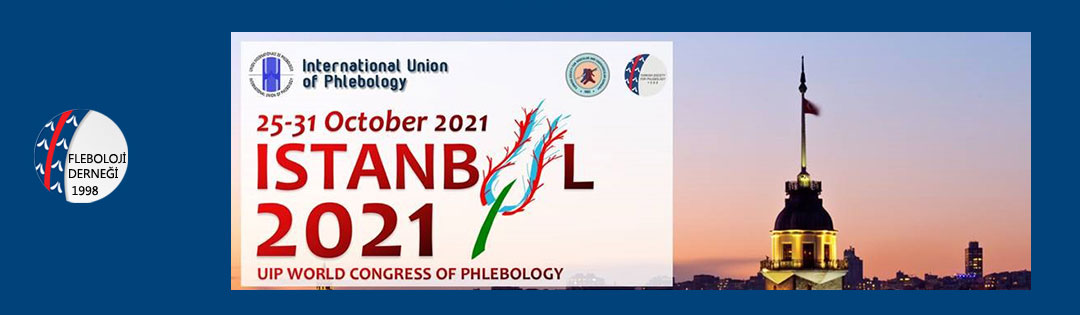 FLEBOLOJİ
DERNEĞİ
1998
International Union
of Phlebology
25-31 October 2021
ISTANBUL
2021
UIP WORLD CONGRESS OF PHLEBOLOGY